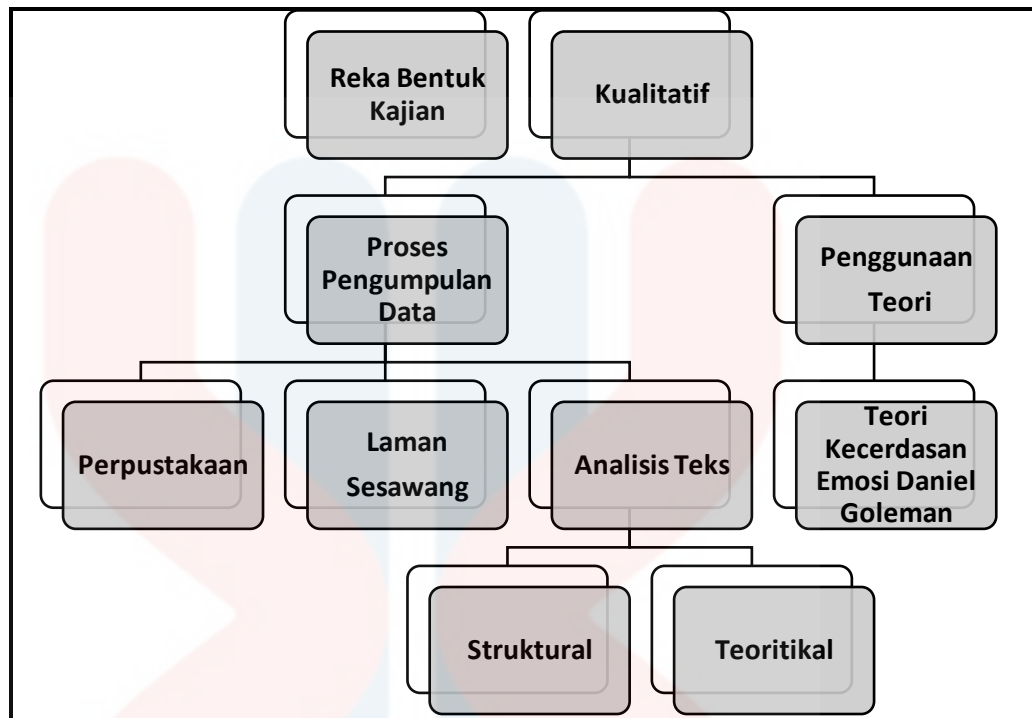 Reka Bentuk
Kajian
Kualitatif
Proses
Pengumpulan
Data
Penggunaan
Teori
Perpustakaan
Laman
Sesawang
Analisis Teks
Teori
Kecerdasan
Emosi Daniel
Goleman
Struktural
Teoritikal